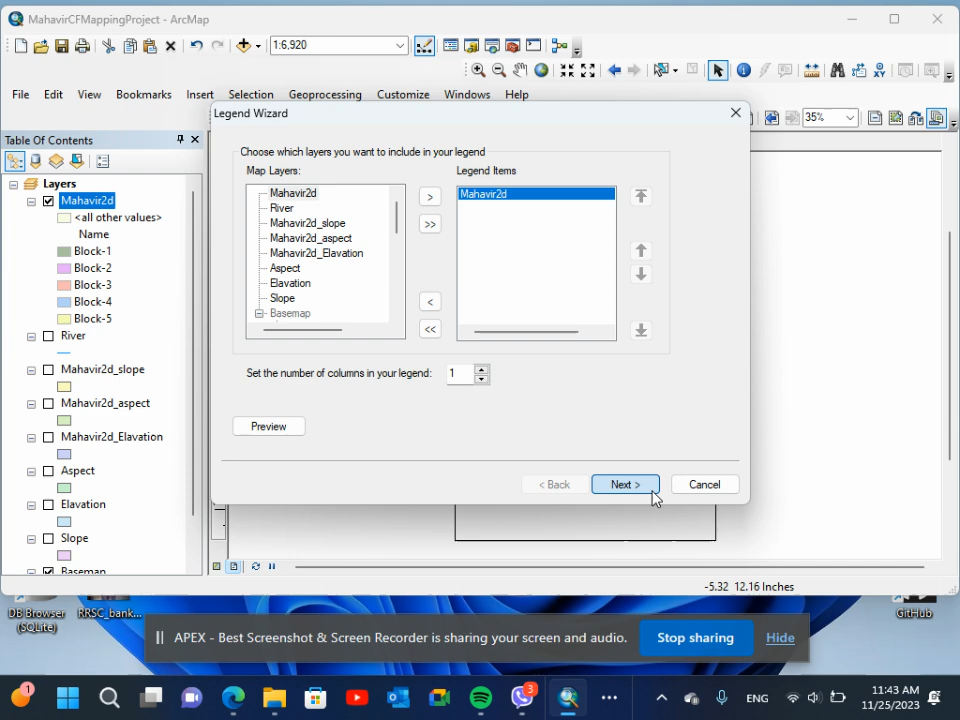 MahavirCFMappingProject - ArcMap
1:6,920
File Edit View Bookmarks Insert Selection Geoprocessing Customize Windows Help
35%
Table Of Contents
Layers
Mahavir2d
<all other values>
Name
Block-1
Block-2
Block-3
Block-4
Block-5
River
Mahavir2d_slope
Mahavir2d_aspect
Mahavir2d_Elavation
Aspect
Elavation
Slope
Basemap
Legend Wizard
Choose which layers you want to include in your legend
Map Layers:
Mahavir2d
River
Mahavir2d_slope
Mahavir2d_aspect
Mahavir2d_Elavation
Aspect
Elavation
Slope
Basemap
>
>>
<
<<
Legend Items
Mahavir2d
Set the number of columns in your legend: 1
Preview
< Back Next > Cancel
-5.32 12.16 Inches
DB Browser
(SQLite)
RRSC_bank...
GitHub
APEX - Best Screenshot & Screen Recorder is sharing your screen and audio. Stop sharing Hide
1
3
ENG
11:43 AM
11/25/2023